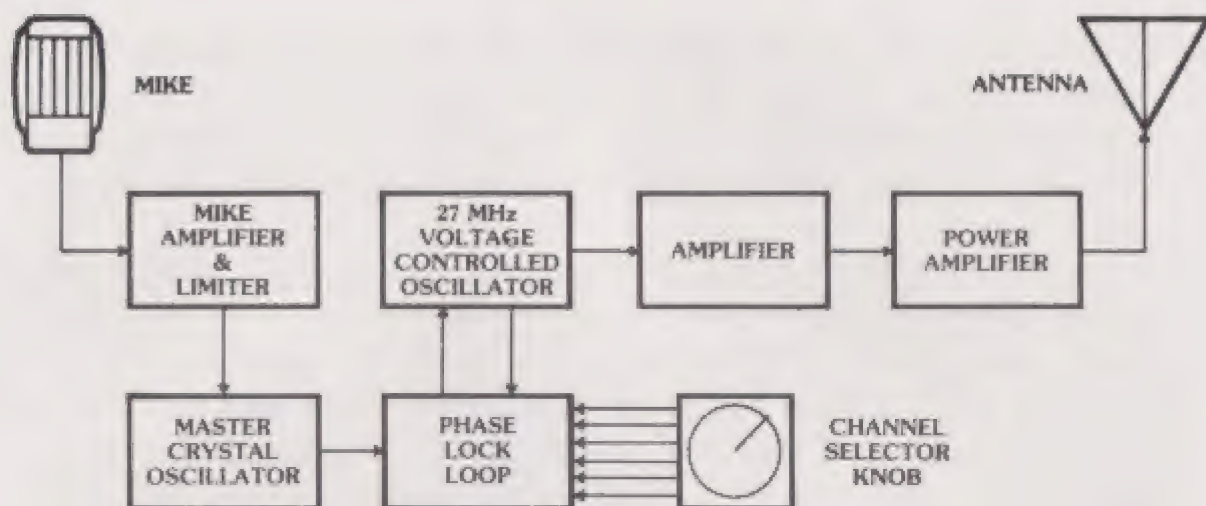 MIKE
ANTENNA
MIKE
AMPLIFIER
&
LIMITER
27 MHz
VOLTAGE
CONTROLLED
OSCILLATOR
AMPLIFIER
POWER
AMPLIFIER
MASTER
CRYSTAL
OSCILLATOR
PHASE
LOCK
LOOP
CHANNEL
SELECTOR
KNOB